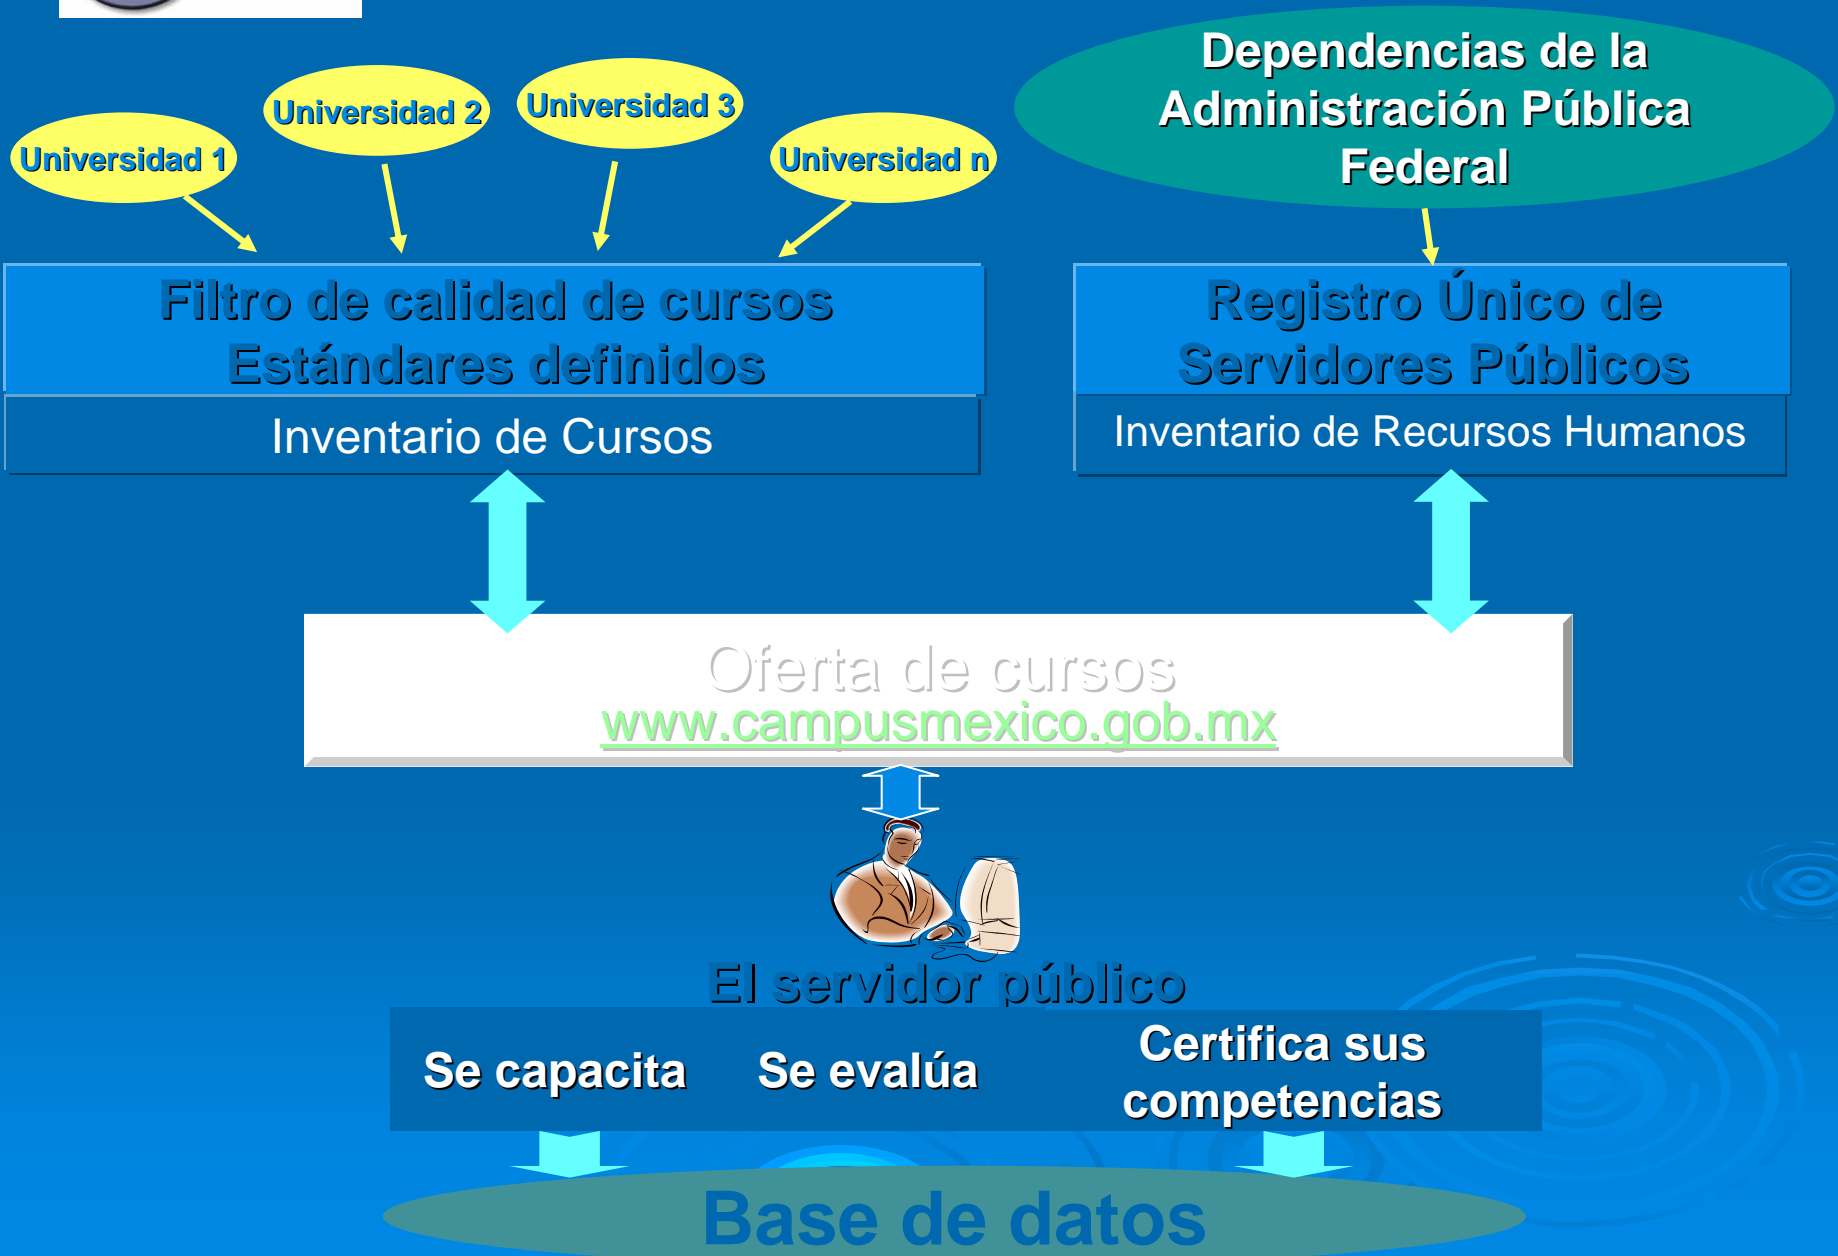 Universidad 1
Universidad 2
Universidad 3
Universidad n
Dependencias de la
Administración Pública
Federal
Filtro de calidad de cursos
Estándares definidos
Inventario de Cursos
Registro Único de
Servidores Públicos
Inventario de Recursos Humanos
Oferta de cursos
www.campusmexico.gob.mx
El servidor público
Se capacita
Se evalúa
Certifica sus
competencias
Base de datos